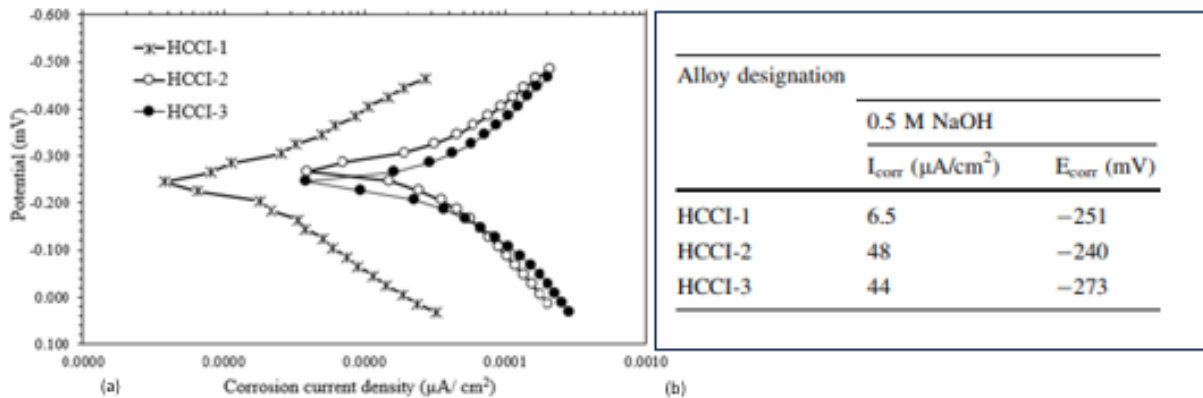 -0.600
-0.500
-0.400
-0.300
-0.200
-0.100
0.000
0.100
Potential (mV)
HCCI-1
HCCI-2
HCCI-3
0.0000 0.0000 0.0000 0.0001 0.0010
(a) Corrosion current density (μA/ cm²)
Alloy designation
0.5 M NaOH
Icorr (μA/cm²) Ecorr (mV)
HCCI-1 6.5 −251
HCCI-2 48 −240
HCCI-3 44 −273
(b)